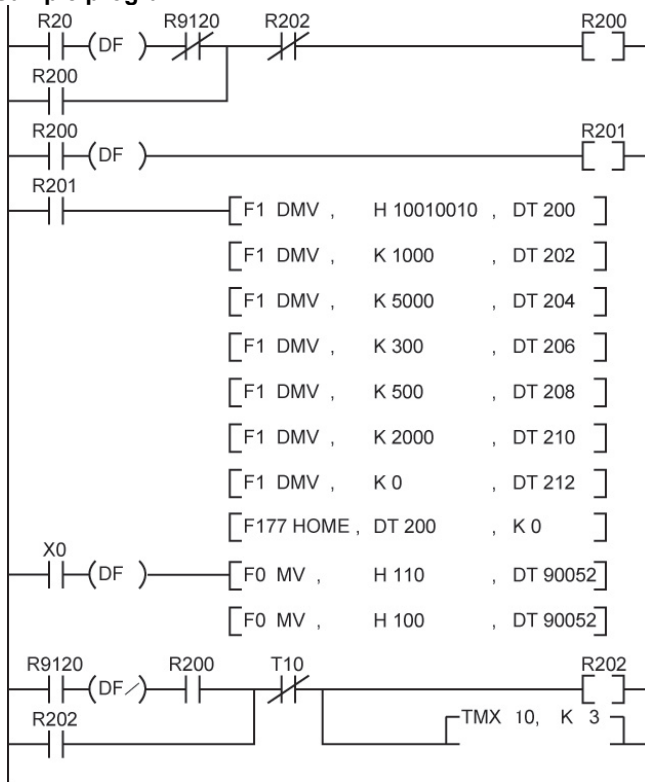 R20 R9120 R202 R200
(DF )
R200
R200 R201
(DF )
R201
[F1 DMV , H 10010010 , DT 200 ]
[F1 DMV , K 1000 , DT 202 ]
[F1 DMV , K 5000 , DT 204 ]
[F1 DMV , K 300 , DT 206 ]
[F1 DMV , K 500 , DT 208 ]
[F1 DMV , K 2000 , DT 210 ]
[F1 DMV , K 0 , DT 212 ]
[F177 HOME , DT 200 , K 0 ]
X0
(DF ) [F0 MV , H 110 , DT 90052]
[F0 MV , H 100 , DT 90052]
R9120 R200 T10 R202
(DF/)
R202 TMX 10, K 3